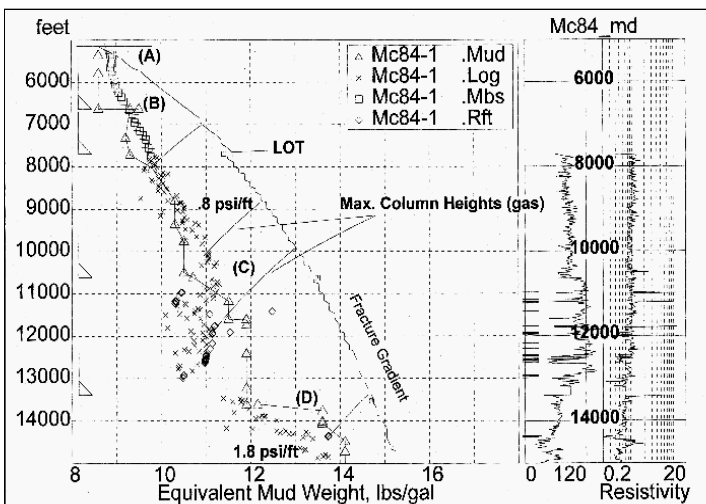 feet
Mc84_md
(A)
Mc84-1 .Mud
Mc84-1 .Log
Mc84-1 .Mbs
Mc84-1 .Rft
6000
(B)
7000
LOT
8000
.8 psi/ft
Max. Column Heights (gas)
9000
10000
(C)
11000
12000
Fracture Gradient
13000
(D)
14000
1.8 psi/ft
6000
8000
10000
12000
14000
8 10 11 12 14 16
0 120 0.2 20
Equivalent Mud Weight, lbs/gal
Resistivity